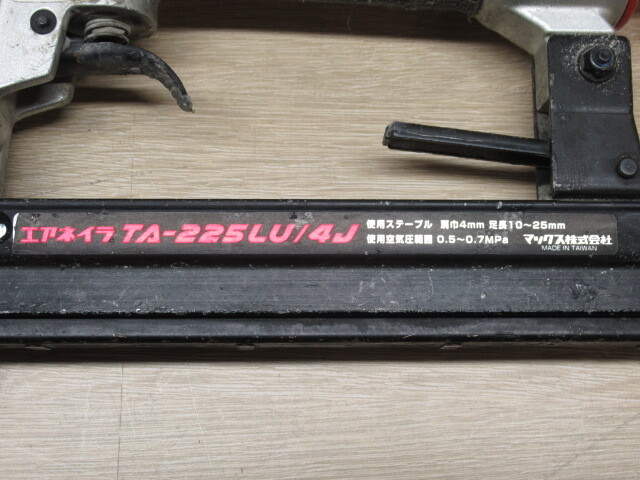 エアネイラ TA-225LU/4J
使用ステープル 肩巾4mm 足長10～25mm
使用空気圧範囲 0.5～0.7MPa
マックス株式会社
MADE IN TAIWAN